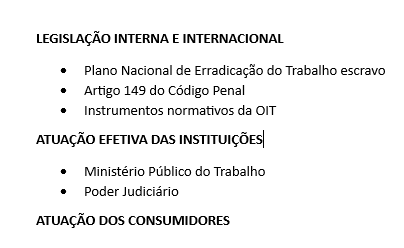 LEGISLAÇÃO INTERNA E INTERNACIONAL
• Plano Nacional de Erradicação do Trabalho escravo
• Artigo 149 do Código Penal
• Instrumentos normativos da OIT
ATUAÇÃO EFETIVA DAS INSTITUIÇÕES
• Ministério Público do Trabalho
• Poder Judiciário
ATUAÇÃO DOS CONSUMIDORES